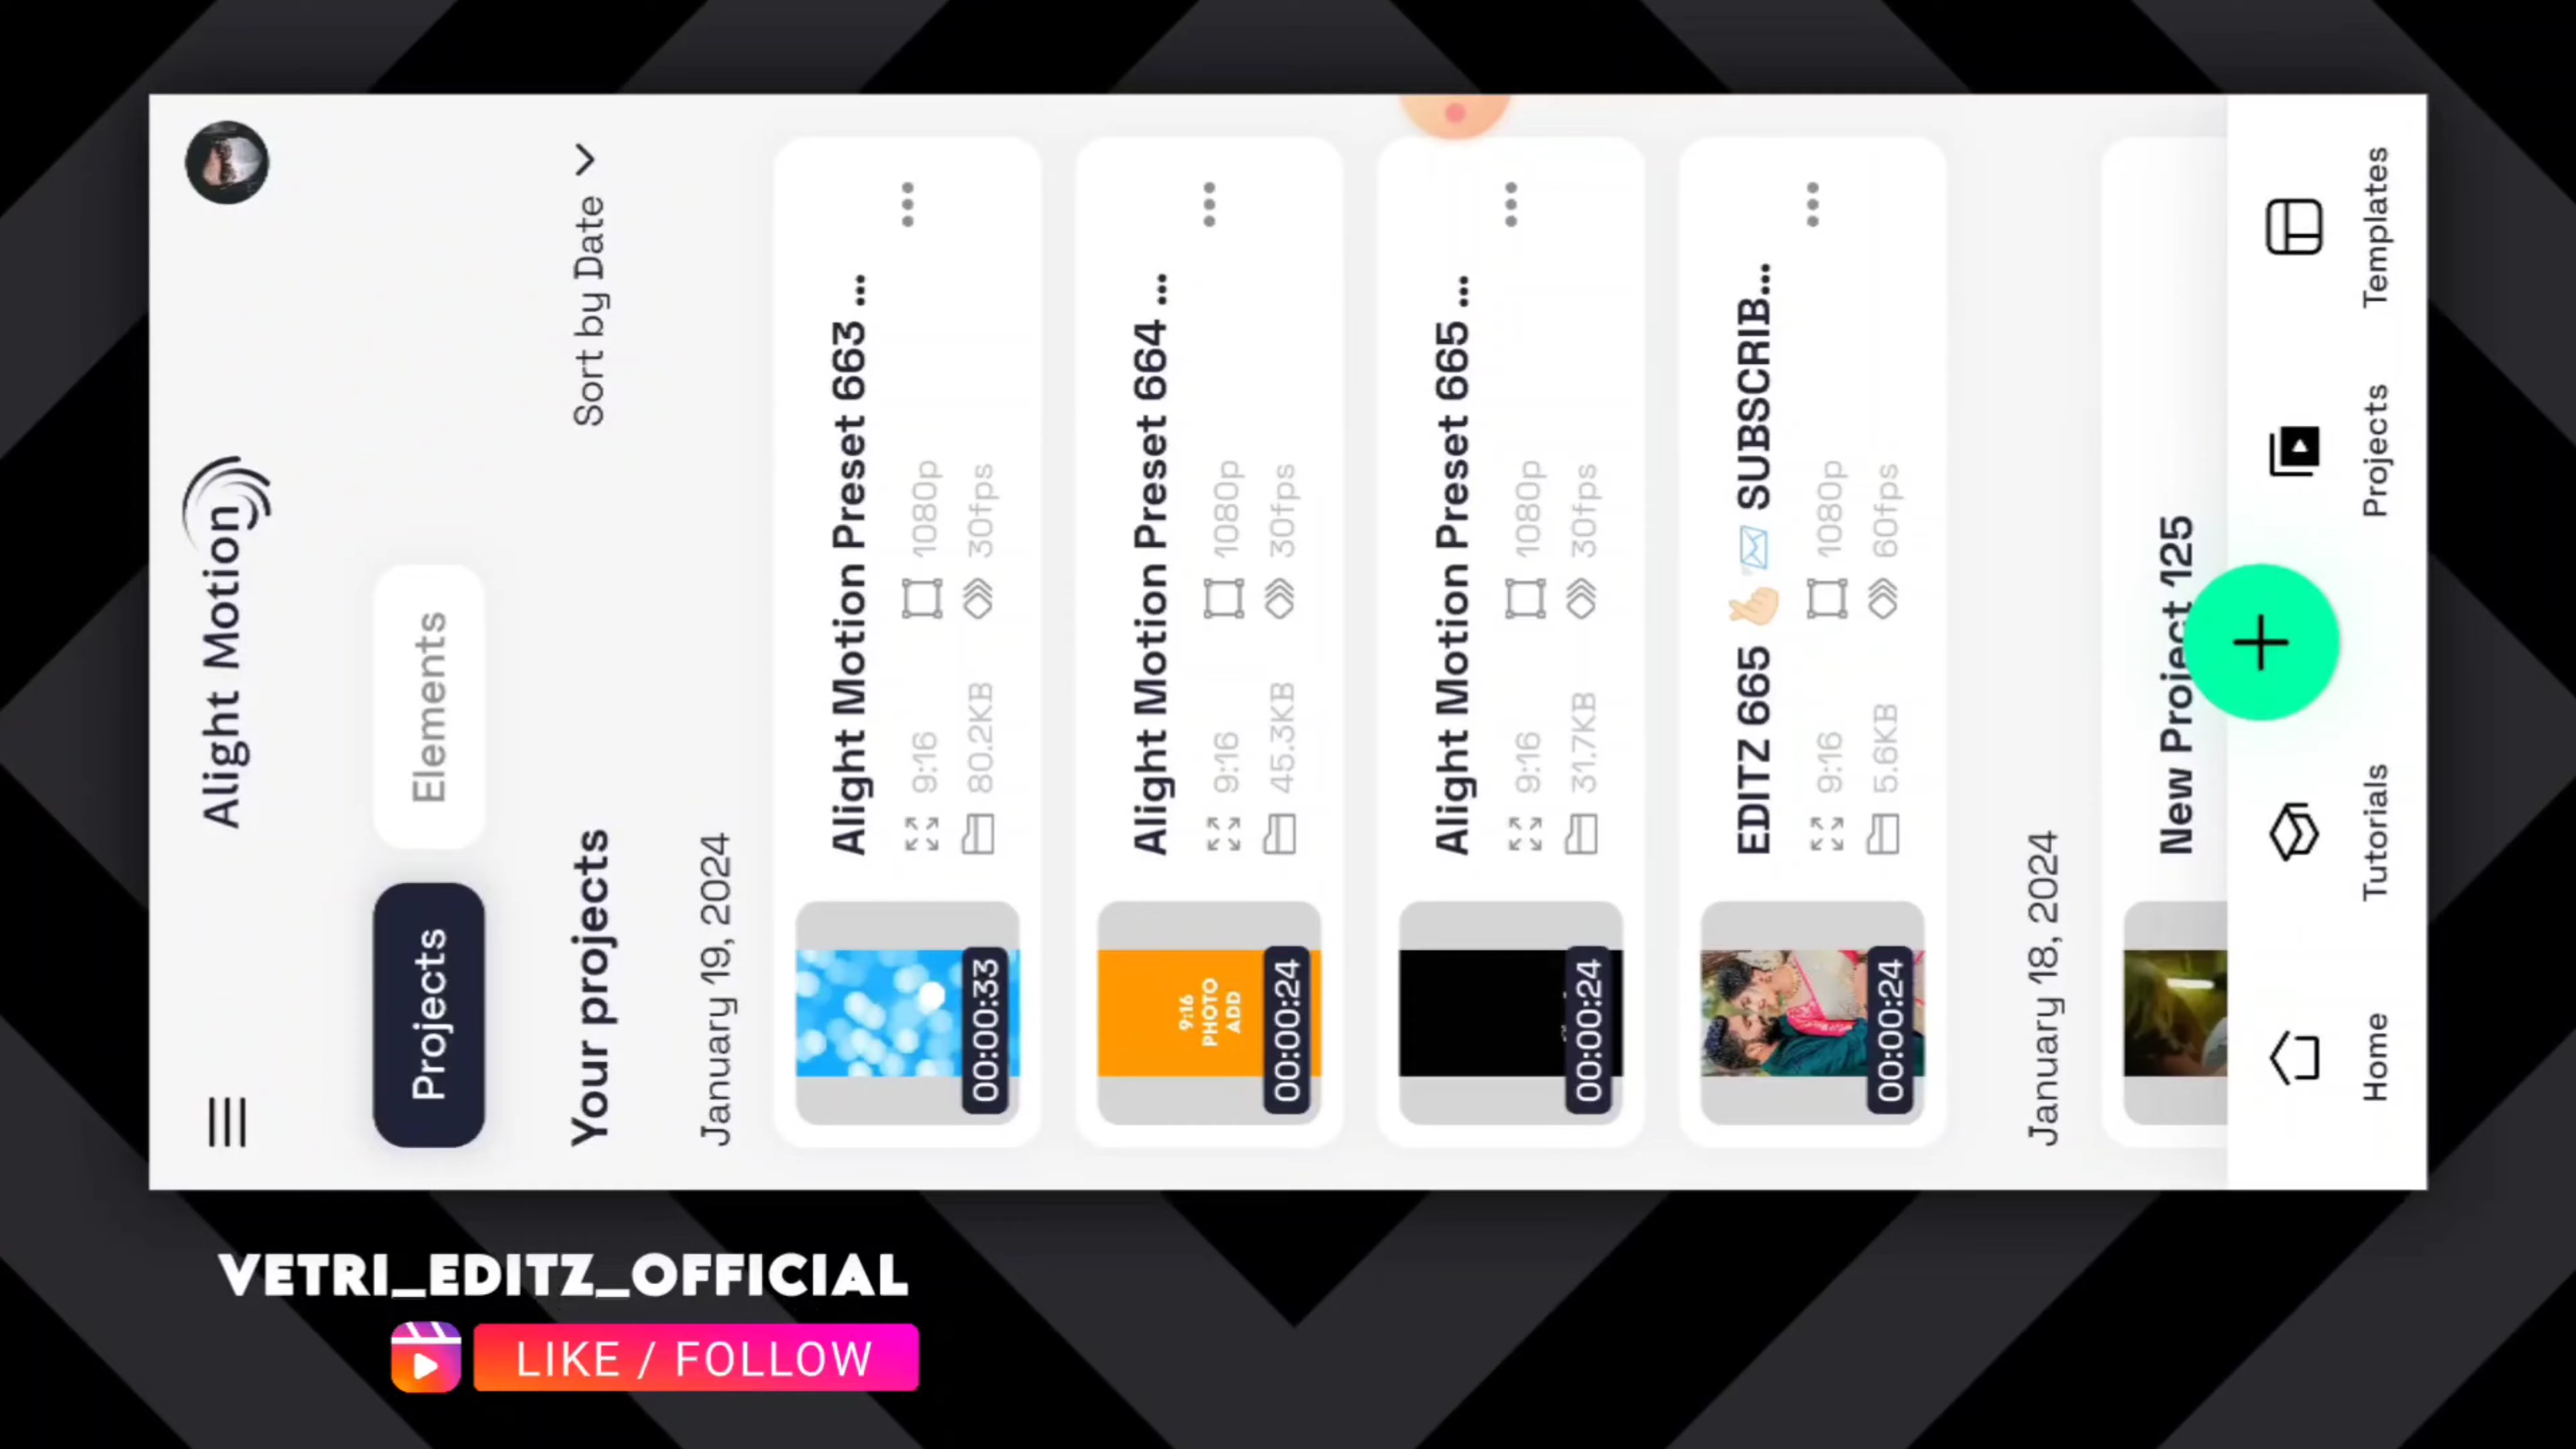 Alight Motion
Projects
Elements
Your projects
Sort by Date
January 19, 2024
Alight Motion Preset 663 ...
9:16
1080p
80.2KB
30fps
00:00:33
Alight Motion Preset 664 ...
9:16
1080p
45.3KB
30fps
9:16
PHOTO
ADD
00:00:24
Alight Motion Preset 665 ...
9:16
1080p
31.7KB
30fps
00:00:24
EDITZ 665 🫰🏻 📨 SUBSCRIB...
9:16
1080p
5.6KB
60fps
00:00:24
January 18, 2024
New Project 125
Home
Tutorials
Projects
Templates
VETRI_EDITZ_OFFICIAL
LIKE / FOLLOW